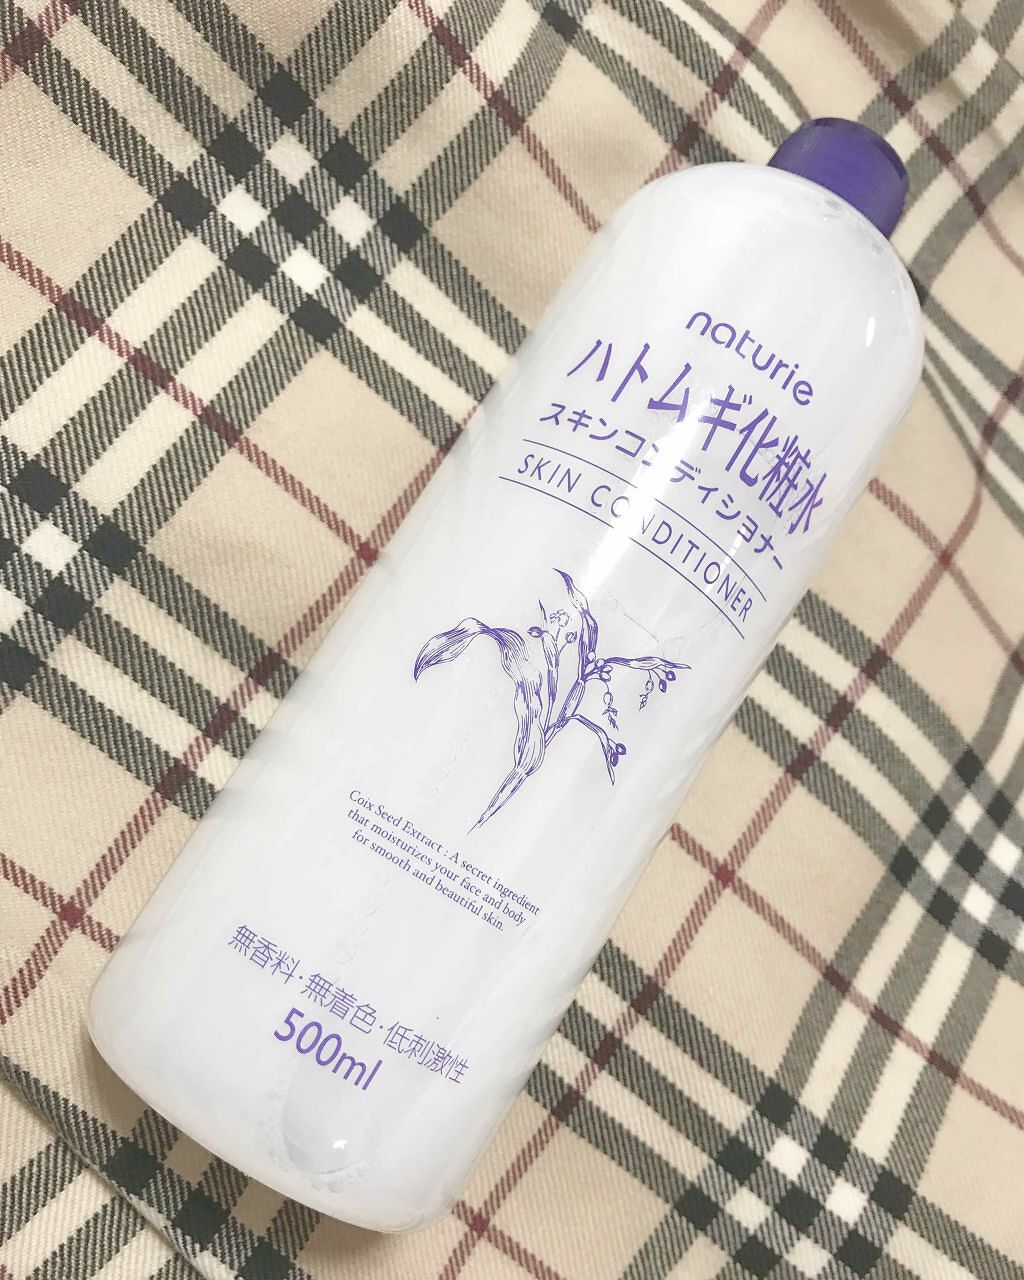 naturie
ハトムギ化粧水
スキンコンディショナー
SKIN CONDITIONER
Coix Seed Extract : A secret ingredient
that moisturizes your face and body
for smooth and beautiful skin.
無香料・無着色・低刺激性
500ml